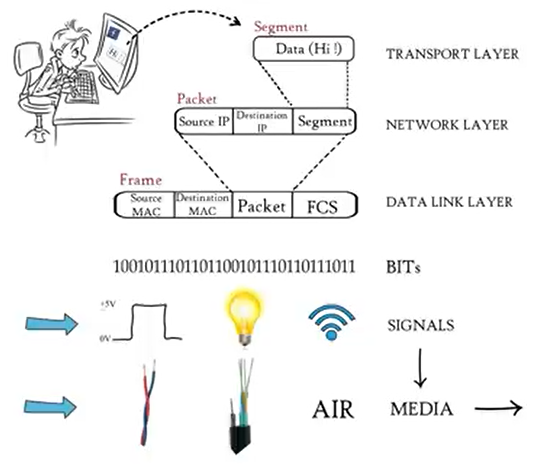 Segment
f
Hi !
Data (Hi !)
TRANSPORT LAYER
Packet
Source IP
Destination
IP
Segment
NETWORK LAYER
Frame
Source
MAC
Destination
MAC
Packet
FCS
DATA LINK LAYER
1001011101101100101110110111011
BITs
+5V
0V
SIGNALS
AIR
MEDIA